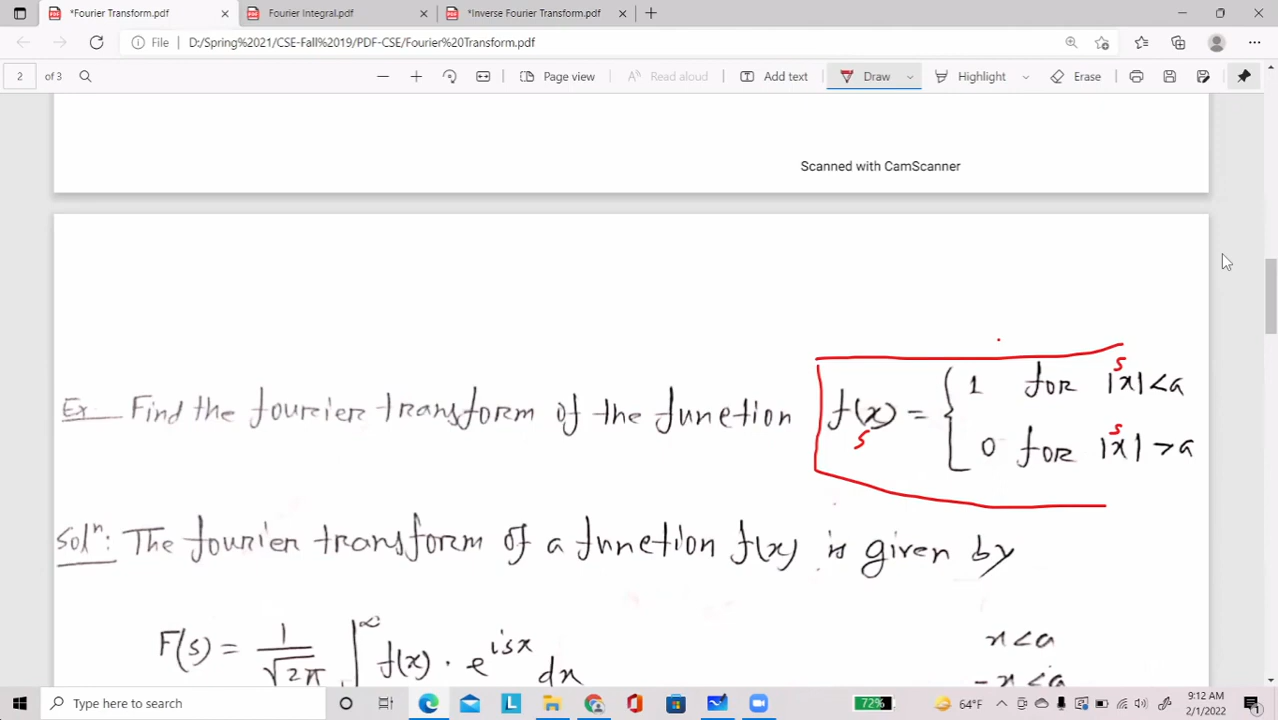 *Fourier Transform.pdf
Fourier Integral.pdf
*Inverse Fourier Transform.pdf
File
D:/Spring%2021/CSE-Fall%2019/PDF-CSE/Fourier%20Transform.pdf
2 of 3
Page view
Read aloud
Add text
Draw
Highlight
Erase
Scanned with CamScanner
Ex Find the fourier transform of the function f(x) = { 1 for |x|<a
0 for |x|>a
s s s
Solⁿ: The fourier transform of a function f(x) is given by
F(s) = 1/√2π ∫^∞ f(x) · e^isx dx
x<a
-x<a
Type here to search
72%
64°F
9:12 AM
2/1/2022
1